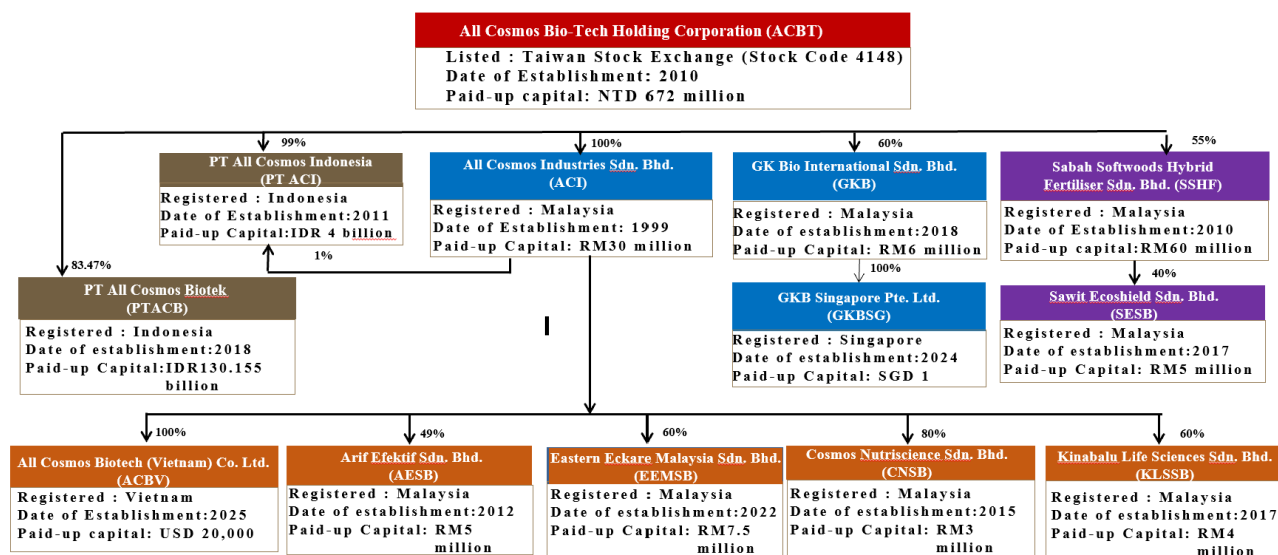 All Cosmos Bio-Tech Holding Corporation (ACBT)
Listed : Taiwan Stock Exchange (Stock Code 4148)
Date of Establishment: 2010
Paid-up capital: NTD 672 million
99%
100%
60%
55%
PT All Cosmos Indonesia
(PT ACI)
Registered : Indonesia
Date of Establishment:2011
Paid-up Capital:IDR 4 billion
All Cosmos Industries Sdn. Bhd.
(ACI)
Registered : Malaysia
Date of Establishment: 1999
Paid-up Capital: RM30 million
GK Bio International Sdn. Bhd.
(GKB)
Registered : Malaysia
Date of establishment:2018
Paid-up Capital: RM6 million
Sabah Softwoods Hybrid
Fertiliser Sdn. Bhd. (SSHF)
Registered : Malaysia
Date of Establishment:2010
Paid-up capital:RM60 million
1%
83.47%
100%
40%
PT All Cosmos Biotek
(PTACB)
Registered : Indonesia
Date of establishment:2018
Paid-up Capital:IDR130.155
billion
GKB Singapore Pte. Ltd.
(GKBSG)
Registered : Singapore
Date of establishment:2024
Paid-up Capital: SGD 1
Sawit Ecoshield Sdn. Bhd.
(SESB)
Registered : Malaysia
Date of establishment:2017
Paid-up Capital: RM5 million
100%
49%
60%
80%
60%
All Cosmos Biotech (Vietnam) Co. Ltd.
(ACBV)
Registered : Vietnam
Date of Establishment:2025
Paid-up capital: USD 20,000
Arif Efektif Sdn. Bhd.
(AESB)
Registered : Malaysia
Date of establishment:2012
Paid-up Capital: RM5
million
Eastern Eckare Malaysia Sdn. Bhd.
(EEMSB)
Registered : Malaysia
Date of establishment:2022
Paid-up Capital: RM7.5
million
Cosmos Nutriscience Sdn. Bhd.
(CNSB)
Registered : Malaysia
Date of establishment:2015
Paid-up Capital: RM3
million
Kinabalu Life Sciences Sdn. Bhd.
(KLSSB)
Registered : Malaysia
Date of establishment:2017
Paid-up Capital: RM4
million